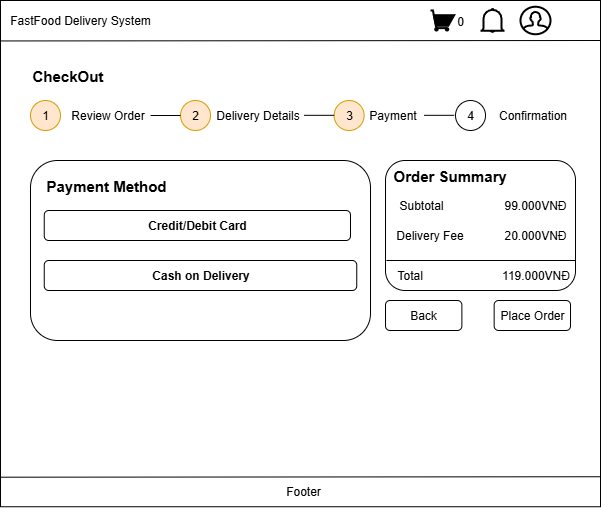 FastFood Delivery System 0
CheckOut
1 Review Order 2 Delivery Details 3 Payment 4 Confirmation
Payment Method
Credit/Debit Card
Cash on Delivery
Order Summary
Subtotal 99.000VNĐ
Delivery Fee 20.000VNĐ
Total 119.000VNĐ
Back Place Order
Footer